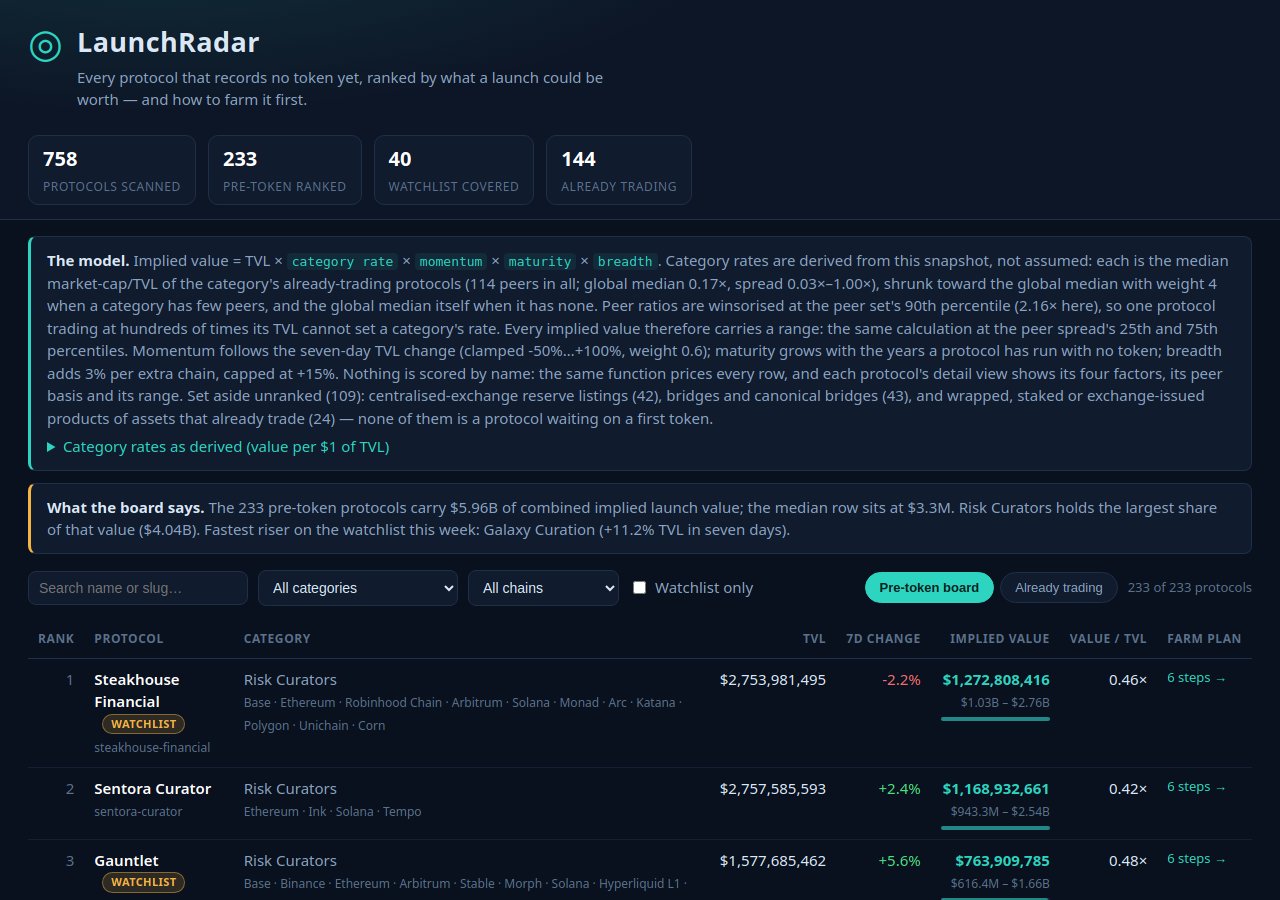 LaunchRadar
Every protocol that records no token yet, ranked by what a launch could be
worth — and how to farm it first.
758
PROTOCOLS SCANNED
233
PRE-TOKEN RANKED
40
WATCHLIST COVERED
144
ALREADY TRADING
The model. Implied value = TVL × category rate × momentum × maturity × breadth. Category rates are derived from this snapshot, not assumed: each is the median
market-cap/TVL of the category's already-trading protocols (114 peers in all; global median 0.17×, spread 0.03×–1.00×), shrunk toward the global median with weight 4
when a category has few peers, and the global median itself when it has none. Peer ratios are winsorised at the peer set's 90th percentile (2.16× here), so one protocol
trading at hundreds of times its TVL cannot set a category's rate. Every implied value therefore carries a range: the same calculation at the peer spread's 25th and 75th
percentiles. Momentum follows the seven-day TVL change (clamped -50%…+100%, weight 0.6); maturity grows with the years a protocol has run with no token; breadth
adds 3% per extra chain, capped at +15%. Nothing is scored by name: the same function prices every row, and each protocol's detail view shows its four factors, its peer
basis and its range. Set aside unranked (109): centralised-exchange reserve listings (42), bridges and canonical bridges (43), and wrapped, staked or exchange-issued
products of assets that already trade (24) — none of them is a protocol waiting on a first token.
▶ Category rates as derived (value per $1 of TVL)
What the board says. The 233 pre-token protocols carry $5.96B of combined implied launch value; the median row sits at $3.3M. Risk Curators holds the largest share
of that value ($4.04B). Fastest riser on the watchlist this week: Galaxy Curation (+11.2% TVL in seven days).
Search name or slug… All categories All chains Watchlist only Pre-token board Already trading 233 of 233 protocols
RANK PROTOCOL CATEGORY TVL 7D CHANGE IMPLIED VALUE VALUE / TVL FARM PLAN
1 Steakhouse Risk Curators $2,753,981,495 -2.2% $1,272,808,416 0.46× 6 steps →
Financial Base · Ethereum · Robinhood Chain · Arbitrum · Solana · Monad · Arc · Katana · $1.03B – $2.76B
WATCHLIST Polygon · Unichain · Corn
steakhouse-financial
2 Sentora Curator Risk Curators $2,757,585,593 +2.4% $1,168,932,661 0.42× 6 steps →
sentora-curator Ethereum · Ink · Solana · Tempo $943.3M – $2.54B
3 Gauntlet Risk Curators $1,577,685,462 +5.6% $763,909,785 0.48× 6 steps →
WATCHLIST Base · Binance · Ethereum · Arbitrum · Stable · Morph · Solana · Hyperliquid L1 · $616.4M – $1.66B